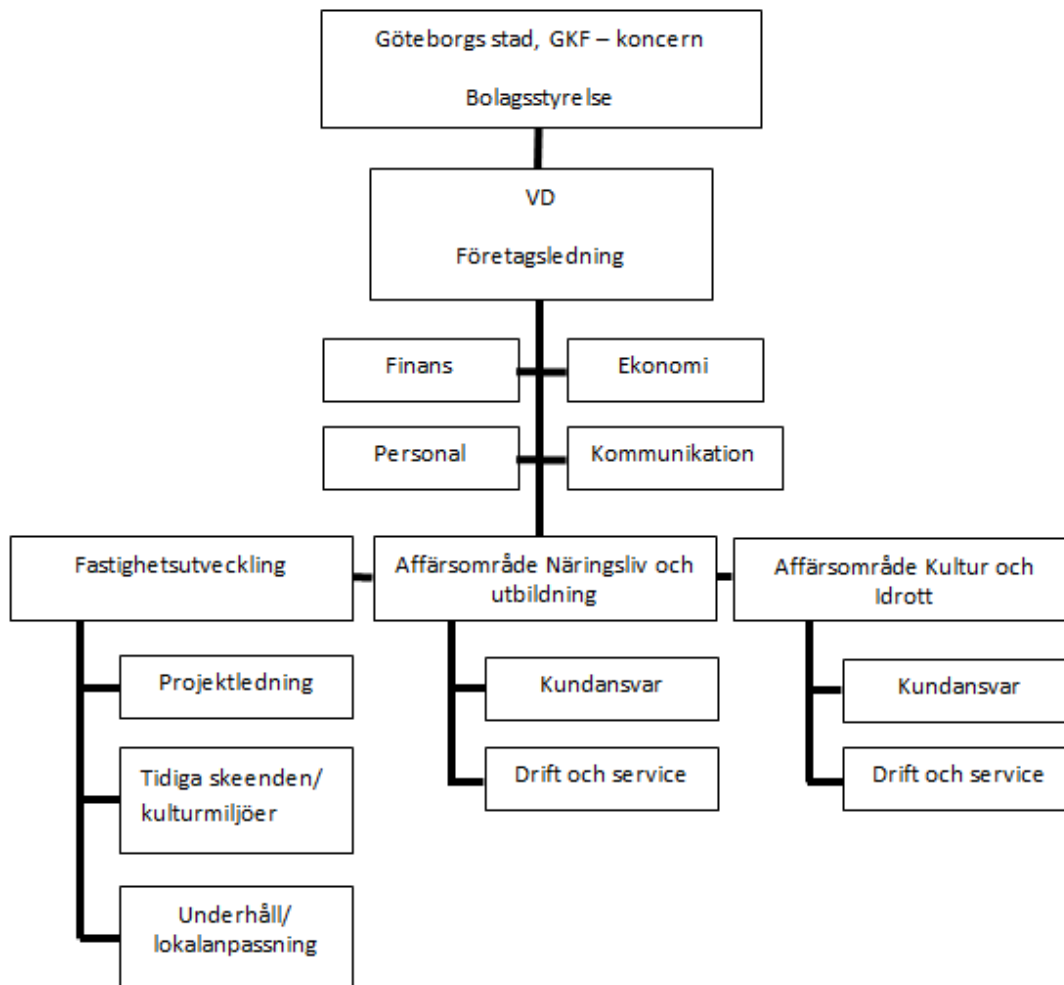 Göteborgs stad, GKF – koncern
Bolagsstyrelse
VD
Företagsledning
Finans
Ekonomi
Personal
Kommunikation
Fastighetsutveckling
Affärsområde Näringsliv och
utbildning
Affärsområde Kultur och
Idrott
Projektledning
Tidiga skeenden/
kulturmiljöer
Underhåll/
lokalanpassning
Kundansvar
Drift och service
Kundansvar
Drift och service